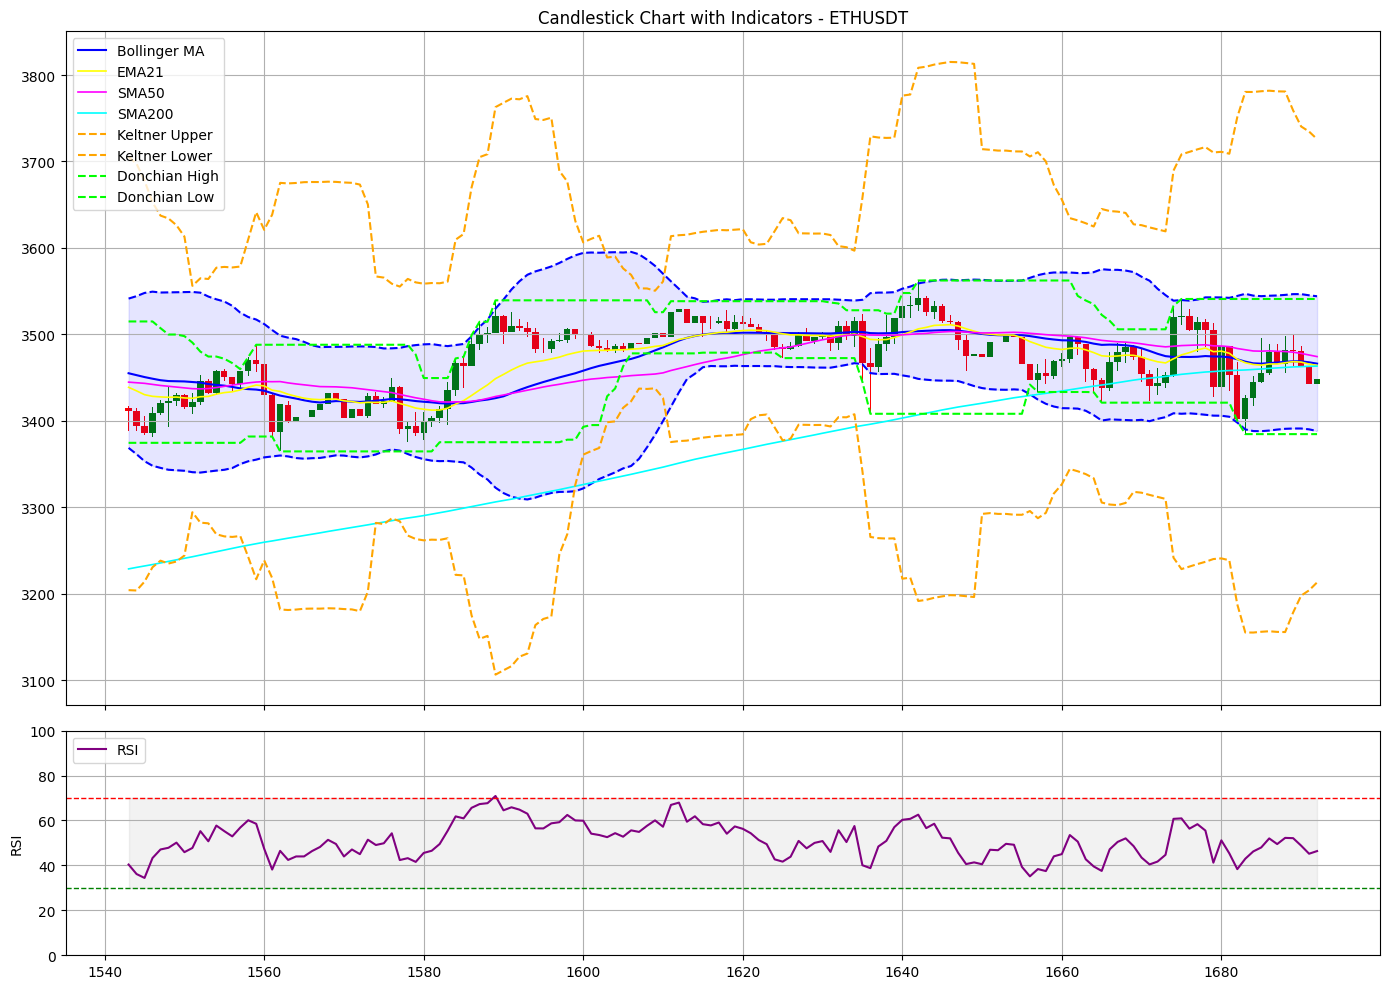 Candlestick Chart with Indicators - ETHUSDT
Bollinger MA
EMA21
SMA50
SMA200
Keltner Upper
Keltner Lower
Donchian High
Donchian Low
3800
3700
3600
3500
3400
3300
3200
3100
RSI
100
80
60
40
20
0
RSI
1540 1560 1580 1600 1620 1640 1660 1680